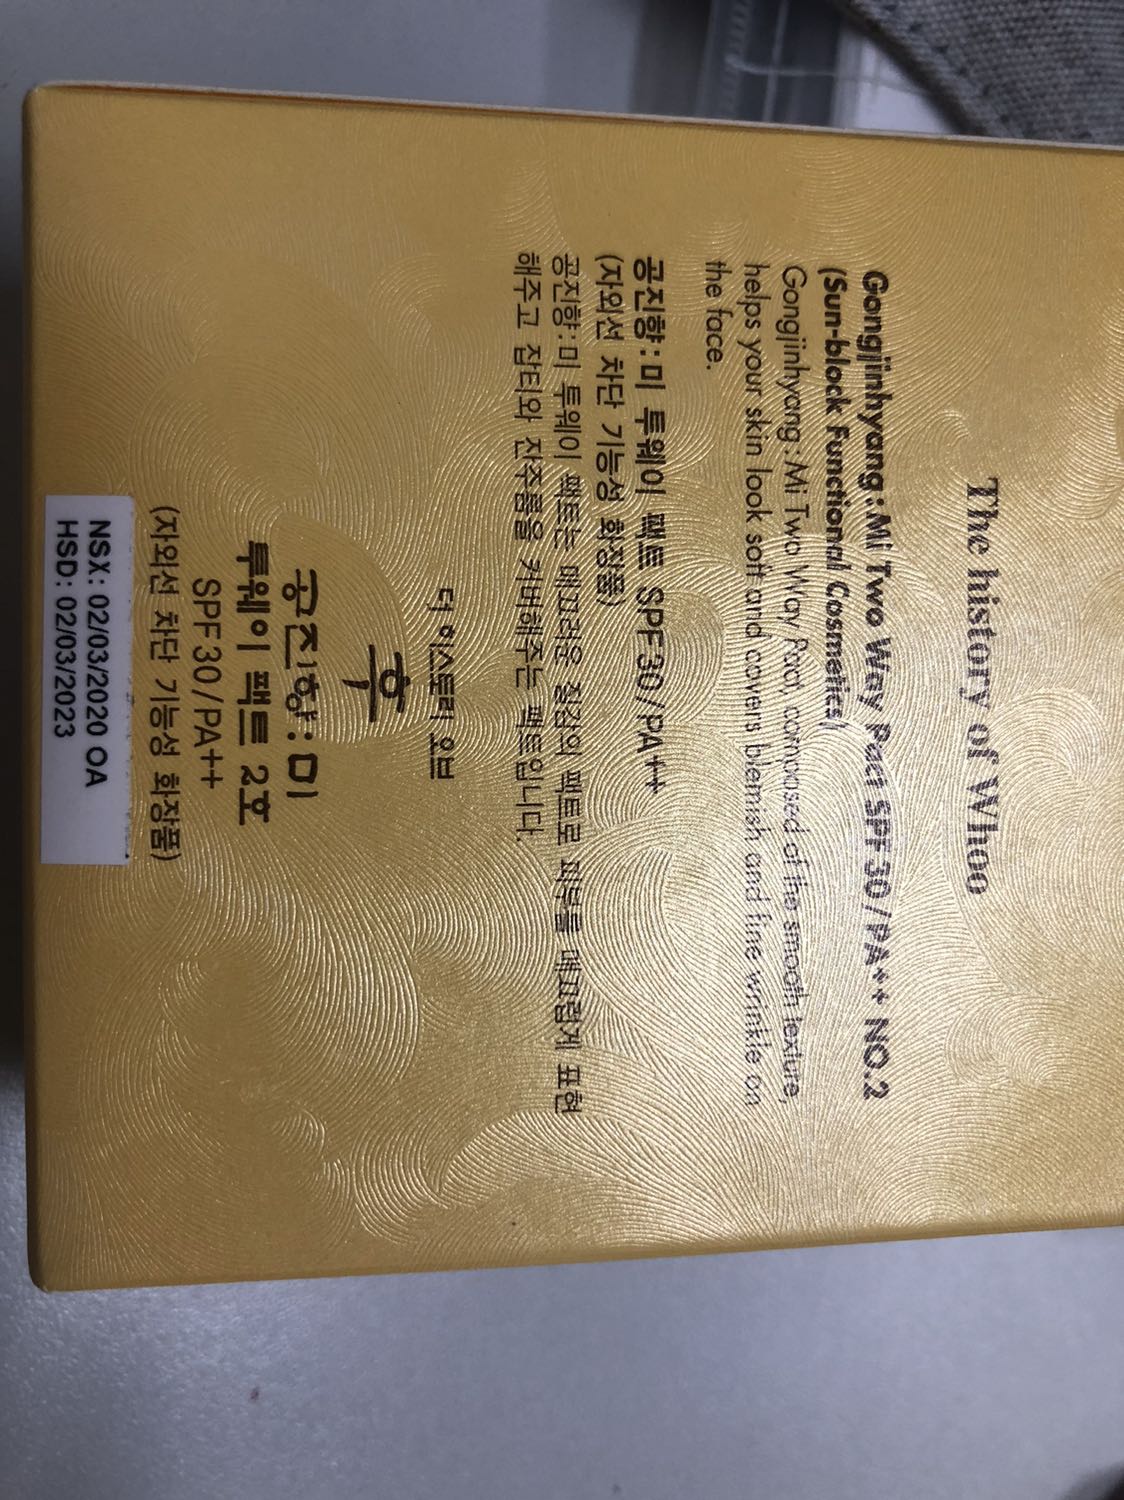 The history of Whoo
Gongjinhyang:Mi Two Way Pact SPF 30/PA++ NO.2
(Sun-block Functional Cosmetics)
Gongjinhyang:Mi Two Way Pact, composed of the smooth texture,
helps your skin look soft and covers blemish and fine wrinkle on
the face.
공진향:미 투웨이 팩트 SPF30/PA++
(자외선 차단 기능성 화장품)
공진향:미 투웨이 팩트는 매끄러운 질감의 팩트로 피부를 매끄럽게 표현
해주고 잡티와 잔주름을 커버해주는 팩트입니다.
더 히스토리 오브
후
공진향:미
투웨이 팩트 2호
SPF30/PA++
(자외선 차단 기능성 화장품)
NSX: 02/03/2020 OA
HSD: 02/03/2023